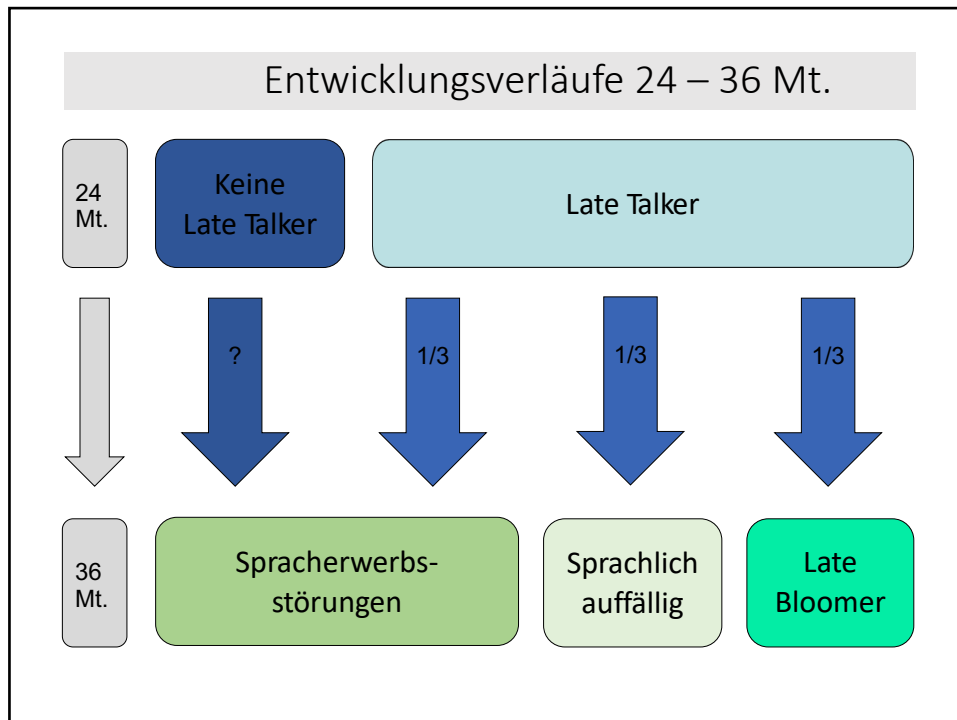 Entwicklungsverläufe 24 – 36 Mt.
24
Mt.
Keine
Late Talker
Late Talker
?
1/3
1/3
1/3
36
Mt.
Spracherwerbs-
störungen
Sprachlich
auffällig
Late
Bloomer